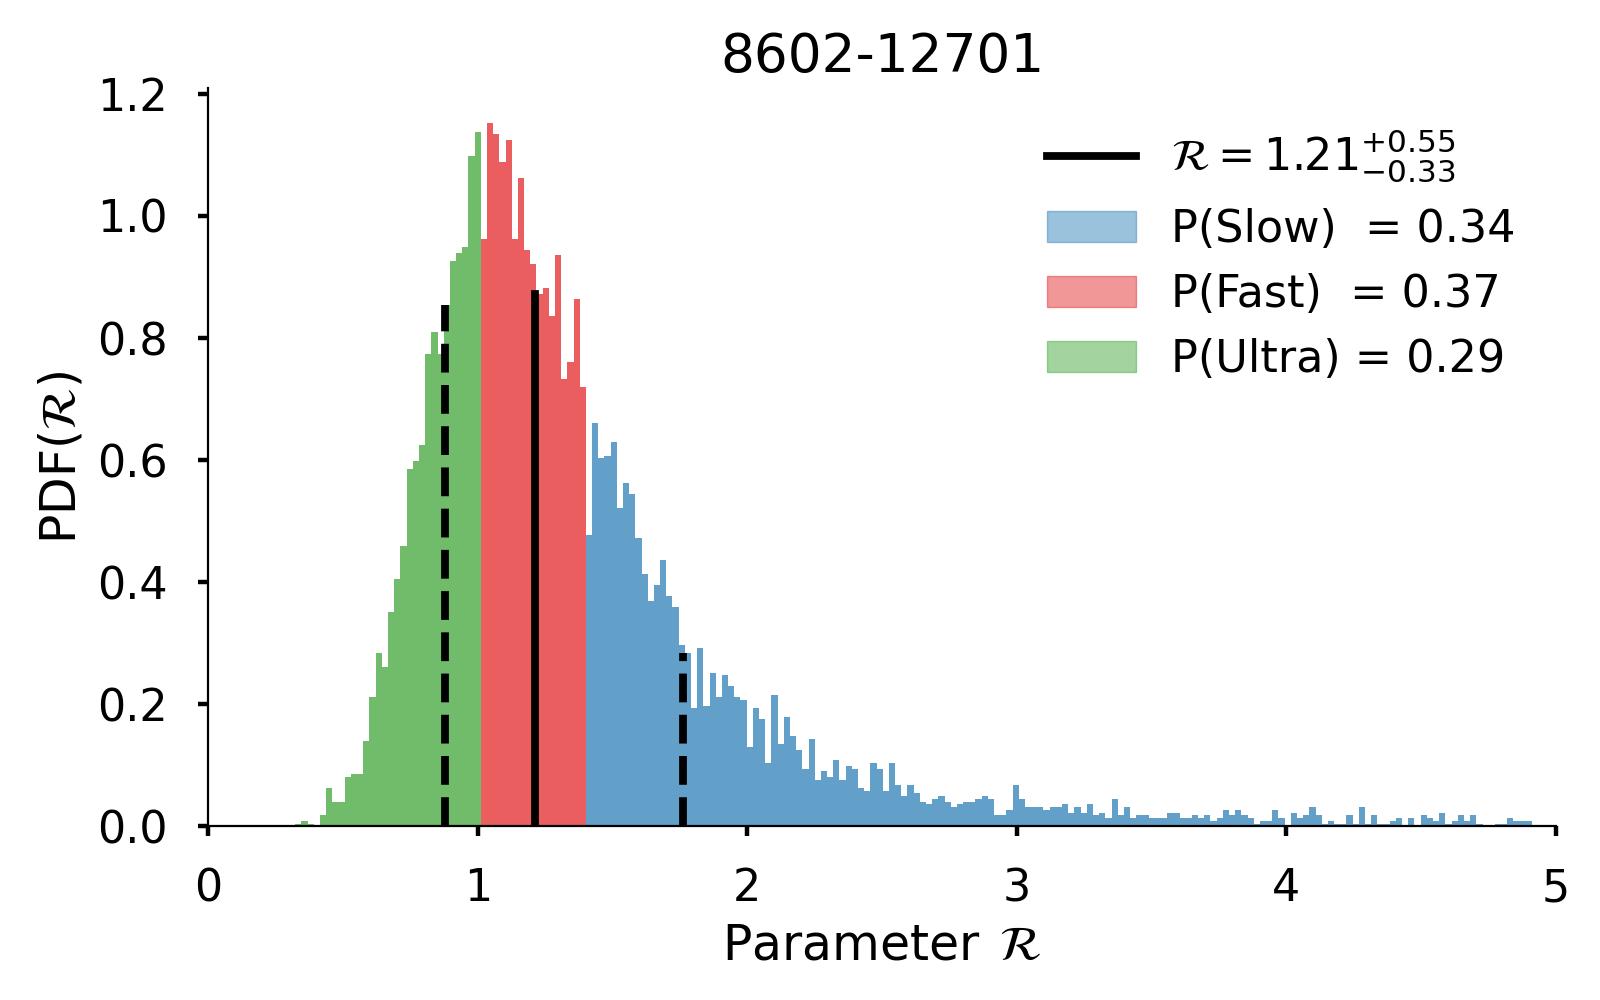 8602-12701
1.2
1.0
0.8
0.6
0.4
0.2
0.0
PDF(ℛ)
ℛ = 1.21 +0.55 −0.33
P(Slow) = 0.34
P(Fast) = 0.37
P(Ultra) = 0.29
0 1 2 3 4 5
Parameter ℛ